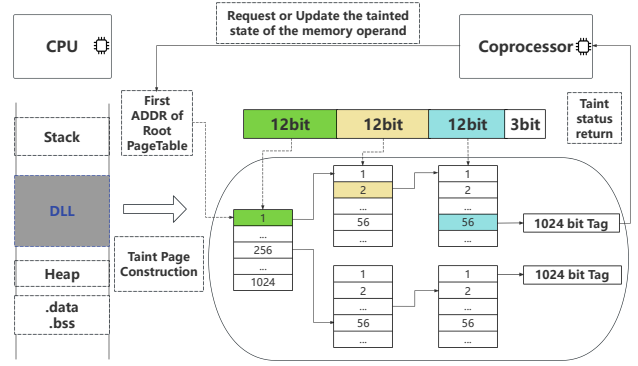 Request or Update the tainted
state of the memory operand
CPU
Coprocessor
First
ADDR of
Root
PageTable
12bit
12bit
12bit
3bit
Taint
status
return
Stack
DLL
Heap
.data
.bss
Taint Page
Construction
1
...
256
...
1024
1
2
...
56
...
1
2
...
56
...
1024 bit Tag
1
2
...
56
...
1
2
...
56
...
1024 bit Tag